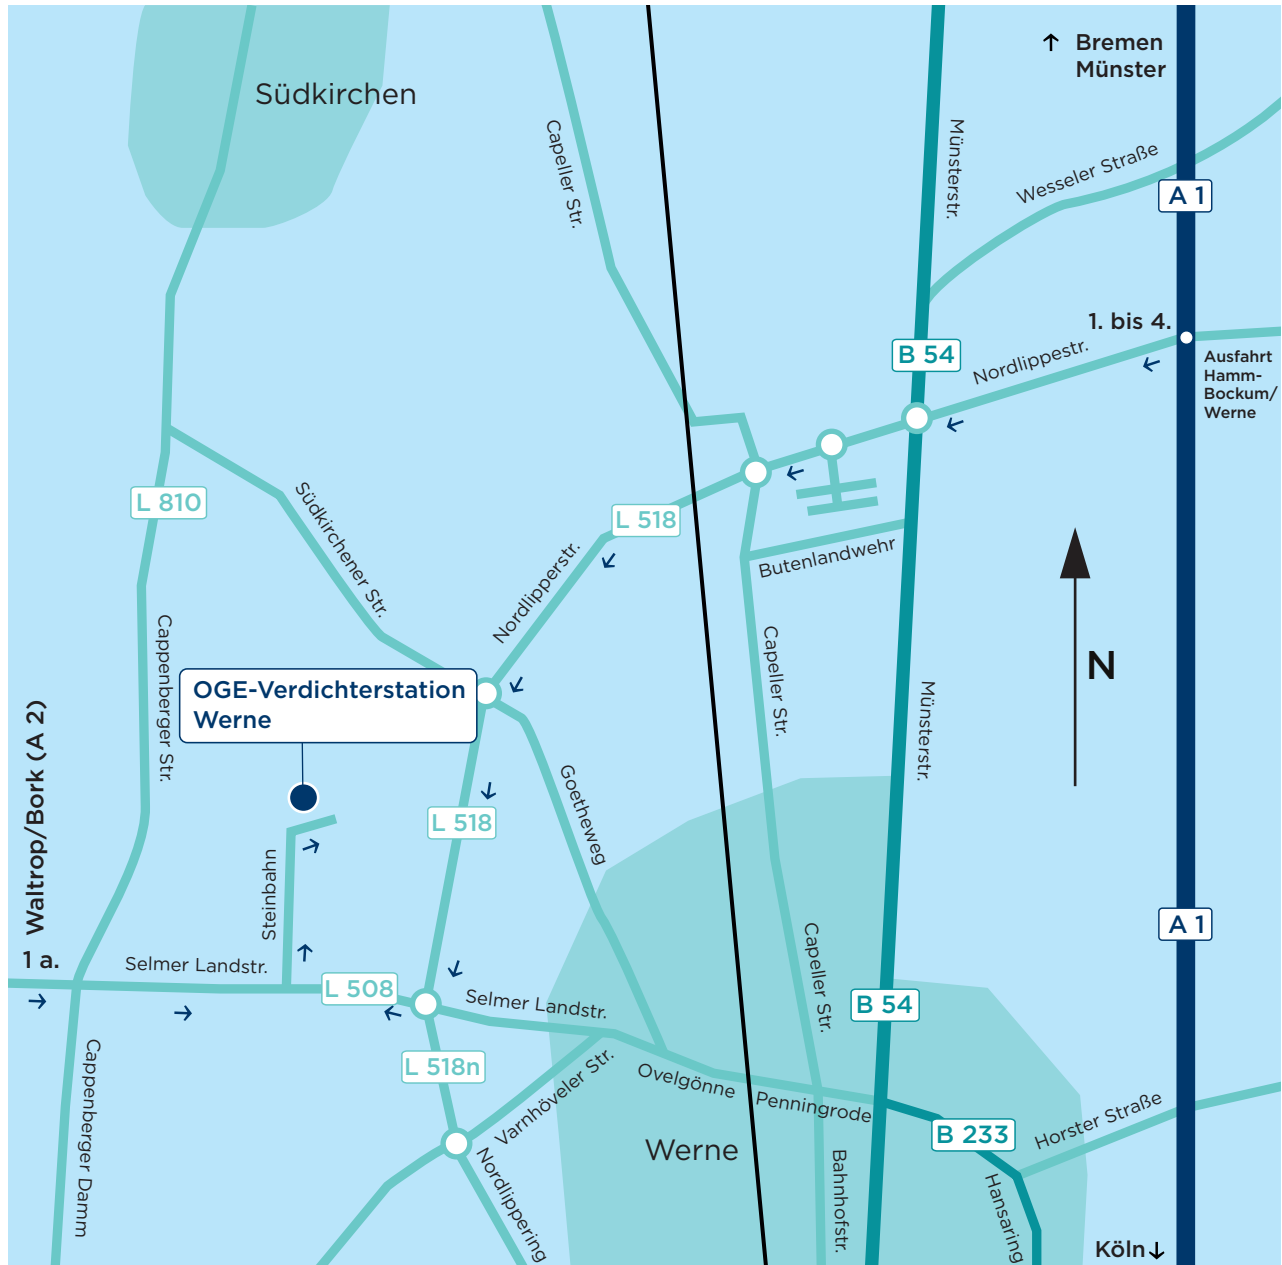 Bremen
Münster
Südkirchen
Capeller Str.
Münsterstr.
Wesseler Straße
A 1
1. bis 4.
B 54
Nordlippestr.
Ausfahrt
Hamm-
Bockum/
Werne
L 810
Südkirchener Str.
L 518
Nordlipperstr.
Butenlandwehr
N
Cappenberger Str.
OGE-Verdichterstation
Werne
Capeller Str.
Münsterstr.
Waltrop/Bork (A 2)
Goetheweg
L 518
Steinbahn
A 1
1 a.
Selmer Landstr.
L 508
Selmer Landstr.
Capeller Str.
B 54
Cappenberger Damm
L 518n
Varnhöveler Str.
Ovelgönne
Penningrode
B 233
Horster Straße
Werne
Nordlippering
Bahnhofstr.
Hansaring
Köln